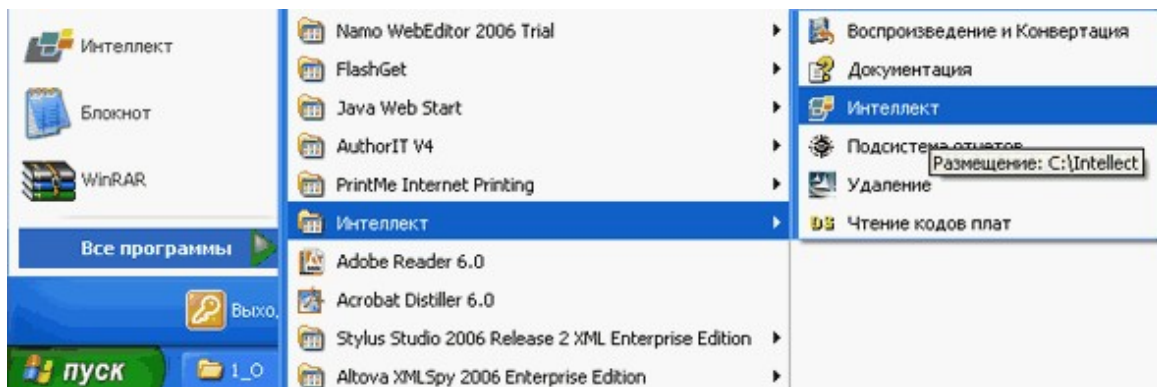 Интеллект
Блокнот
WinRAR
Все программы
Выхо
пуск
1_O
Namo WebEditor 2006 Trial
FlashGet
Java Web Start
AuthorIT V4
PrintMe Internet Printing
Интеллект
Adobe Reader 6.0
Acrobat Distiller 6.0
Stylus Studio 2006 Release 2 XML Enterprise Edition
Altova XMLSpy 2006 Enterprise Edition
Воспроизведение и Конвертация
Документация
Интеллект
Подсистема отчетов
Размещение: C:\Intellect
Удаление
DS Чтение кодов плат